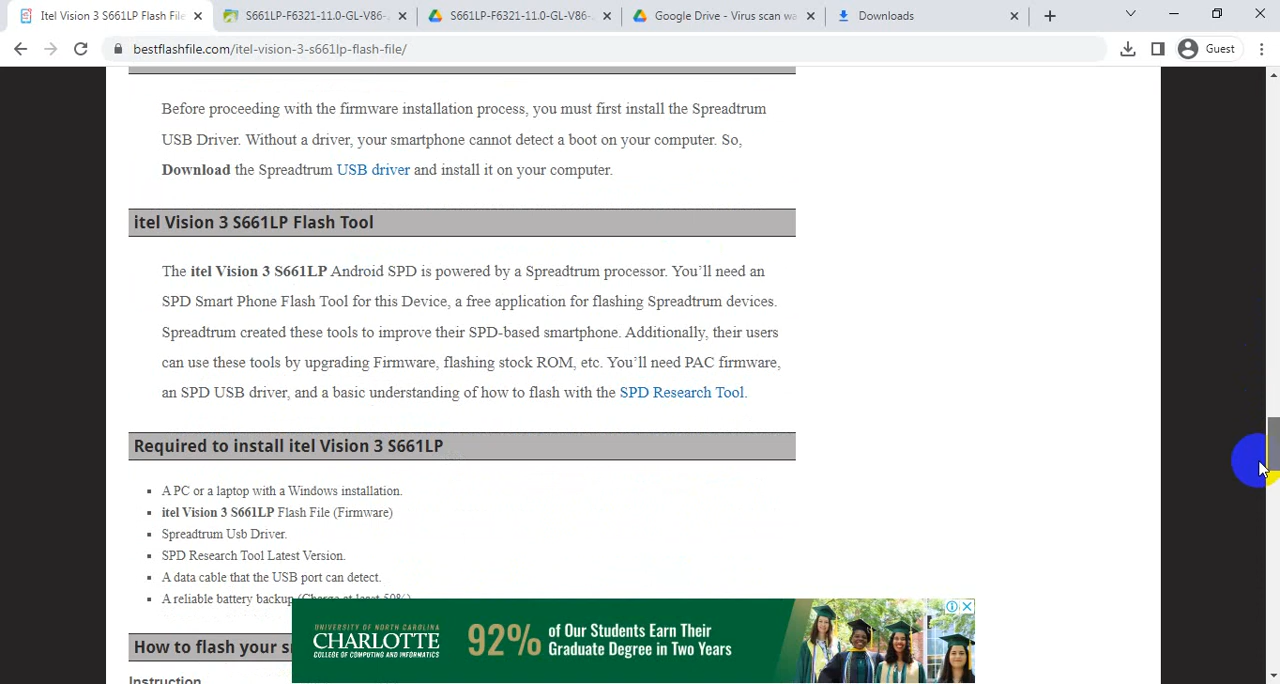 Itel Vision 3 S661LP Flash File
S661LP-F6321-11.0-GL-V86-
S661LP-F6321-11.0-GL-V86-
Google Drive - Virus scan wa
Downloads
bestflashfile.com/itel-vision-3-s661lp-flash-file/
Guest
Before proceeding with the firmware installation process, you must first install the Spreadtrum
USB Driver. Without a driver, your smartphone cannot detect a boot on your computer. So,
Download the Spreadtrum USB driver and install it on your computer.
itel Vision 3 S661LP Flash Tool
The itel Vision 3 S661LP Android SPD is powered by a Spreadtrum processor. You’ll need an
SPD Smart Phone Flash Tool for this Device, a free application for flashing Spreadtrum devices.
Spreadtrum created these tools to improve their SPD-based smartphone. Additionally, their users
can use these tools by upgrading Firmware, flashing stock ROM, etc. You’ll need PAC firmware,
an SPD USB driver, and a basic understanding of how to flash with the SPD Research Tool.
Required to install itel Vision 3 S661LP
A PC or a laptop with a Windows installation.
itel Vision 3 S661LP Flash File (Firmware)
Spreadtrum Usb Driver.
SPD Research Tool Latest Version.
A data cable that the USB port can detect.
A reliable battery backup (Charge at least 50%)
How to flash your s
Instruction
UNIVERSITY OF NORTH CAROLINA
CHARLOTTE
COLLEGE OF COMPUTING AND INFORMATICS
92% of Our Students Earn Their
Graduate Degree in Two Years